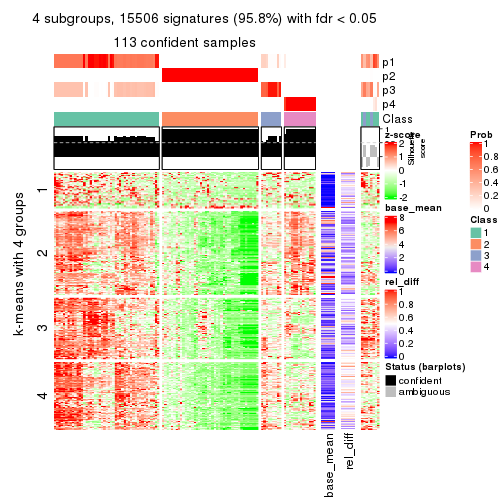 4 subgroups, 15506 signatures (95.8%) with fdr < 0.05
113 confident samples
p1
p2
p3
p4
Class
1
Silhouette
score
k-means with 4 groups
1
2
3
4
base_mean
rel_diff
z-score
2
1
0
-1
-2
base_mean
8
6
4
2
0
rel_diff
1
0.8
0.6
0.4
0.2
0
Status (barplots)
confident
ambiguous
Prob
1
0.8
0.6
0.4
0.2
0
Class
1
2
3
4